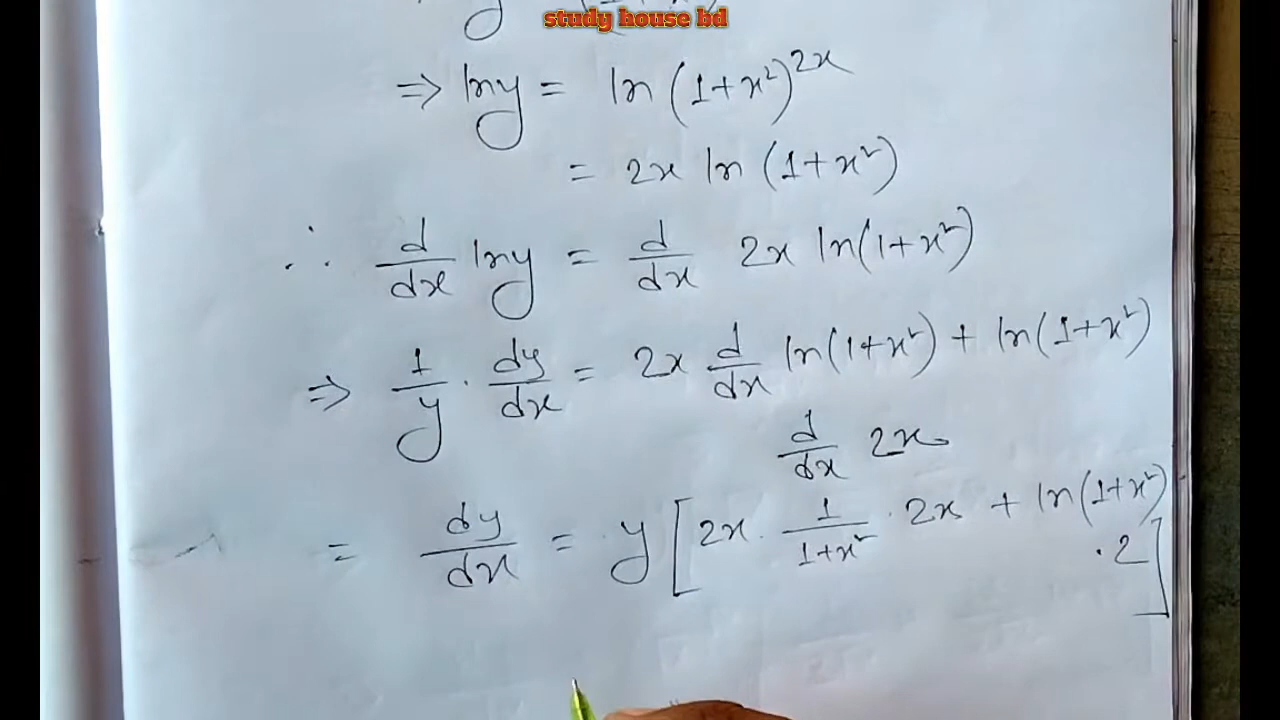 study house bd
⇒ lny = ln (1+x²)²ˣ
= 2x ln (1+x²)
∴ d/dx lny = d/dx 2x ln(1+x²)
⇒ 1/y · dy/dx = 2x d/dx ln(1+x²) + ln(1+x²)
d/dx 2x
= dy/dx = y[2x · 1/1+x² · 2x + ln(1+x²)
· 2]